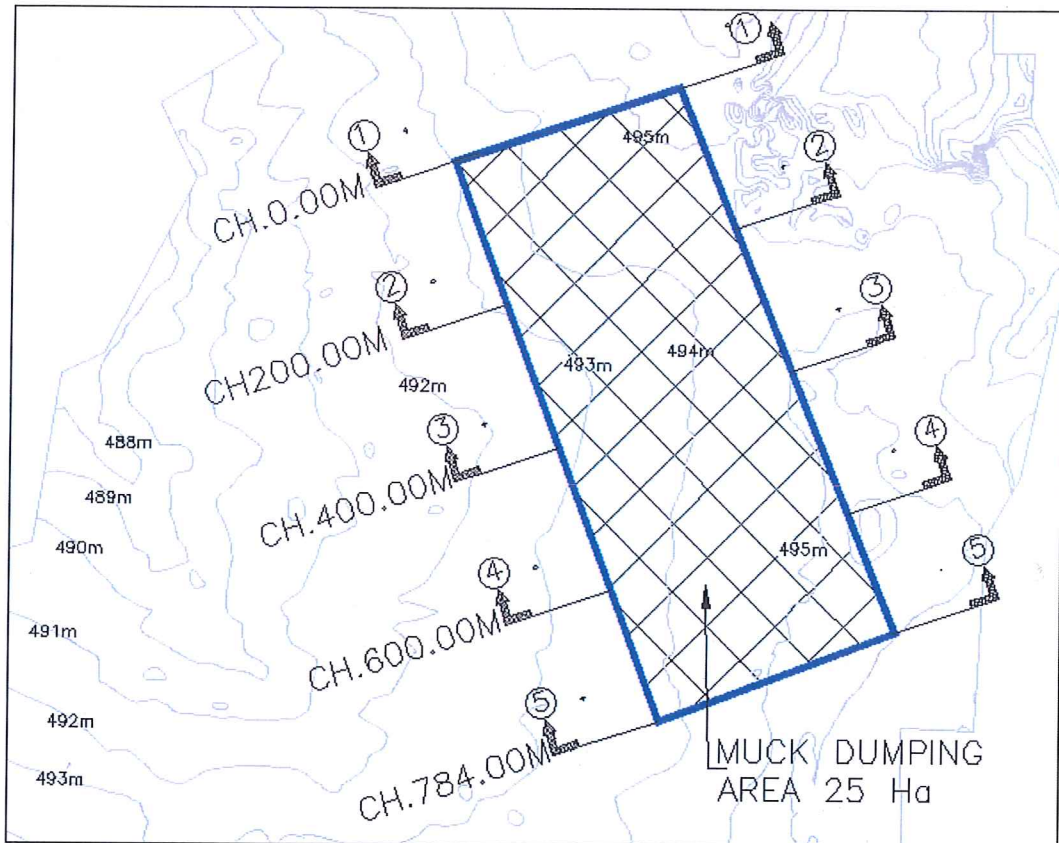 ①
495m
①
②
CH.0.00M
②
③
CH200.00M
493m
494m
492m
③
④
488m
CH.400.00M
489m
④
495m
⑤
490m
CH.600.00M
491m
⑤
492m
CH.784.00M
MUCK DUMPING
AREA 25 Ha
493m